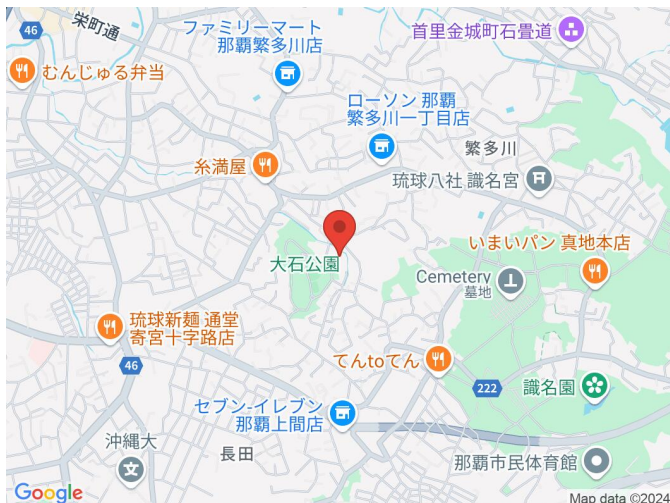 46
栄町通
ファミリーマート
那覇繁多川店
首里金城町石畳道
むんじゅる弁当
ローソン 那覇
繁多川一丁目店
繁多川
糸満屋
琉球八社 識名宮
大石公園
いまいパン 真地本店
Cemetery
墓地
琉球新麺 通堂
寄宮十字路店
46
てんtoてん
222
識名園
セブン-イレブン
那覇上間店
沖縄大
長田
那覇市民体育館
Google
Map data ©2024